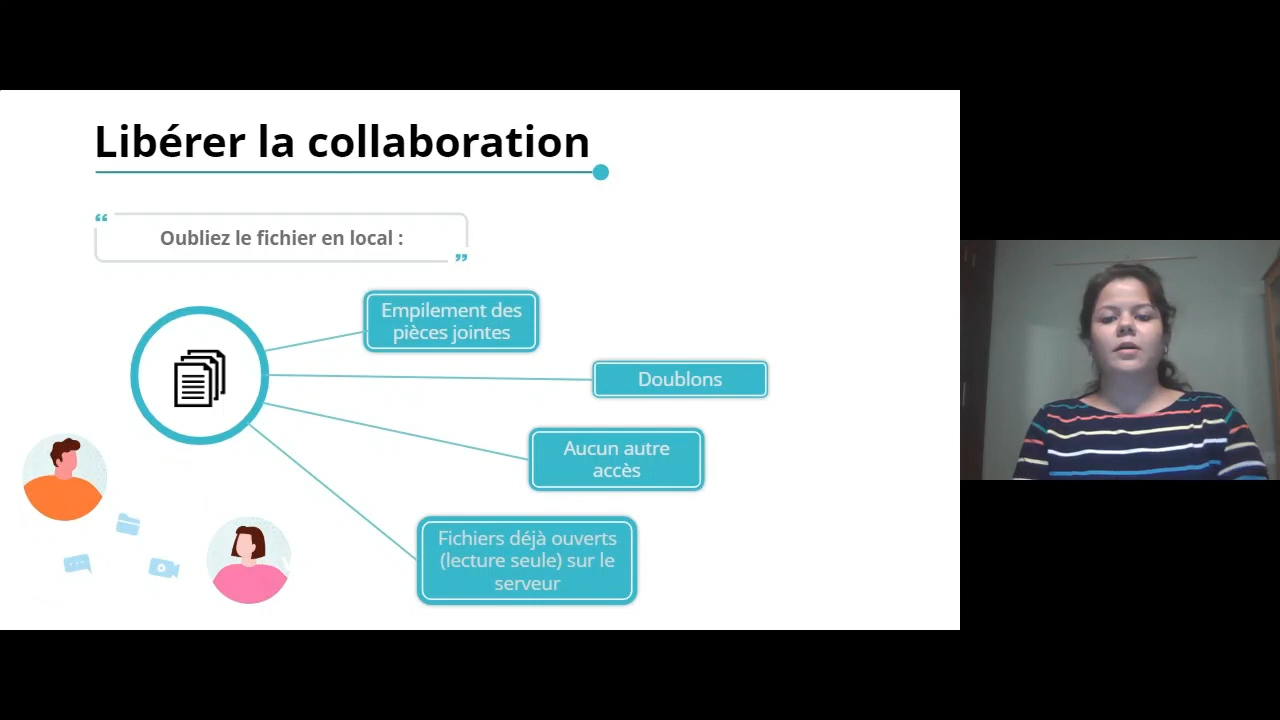 Libérer la collaboration
“ Oubliez le fichier en local : ”
Empilement des
pièces jointes
Doublons
Aucun autre
accès
Fichiers déjà ouverts
(lecture seule) sur le
serveur